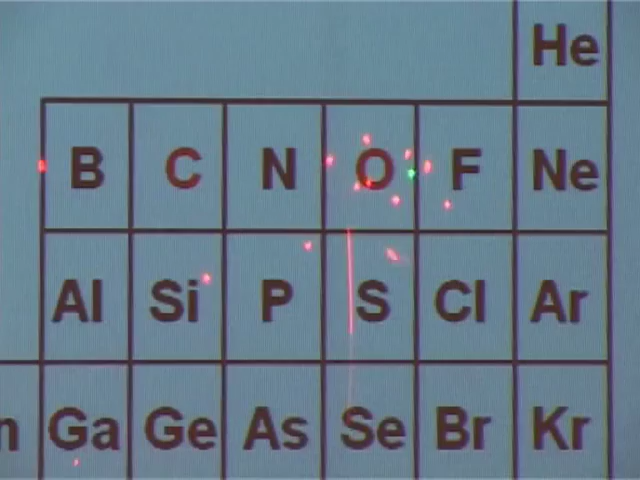 He
B C N O F Ne
Al Si P S Cl Ar
n Ga Ge As Se Br Kr